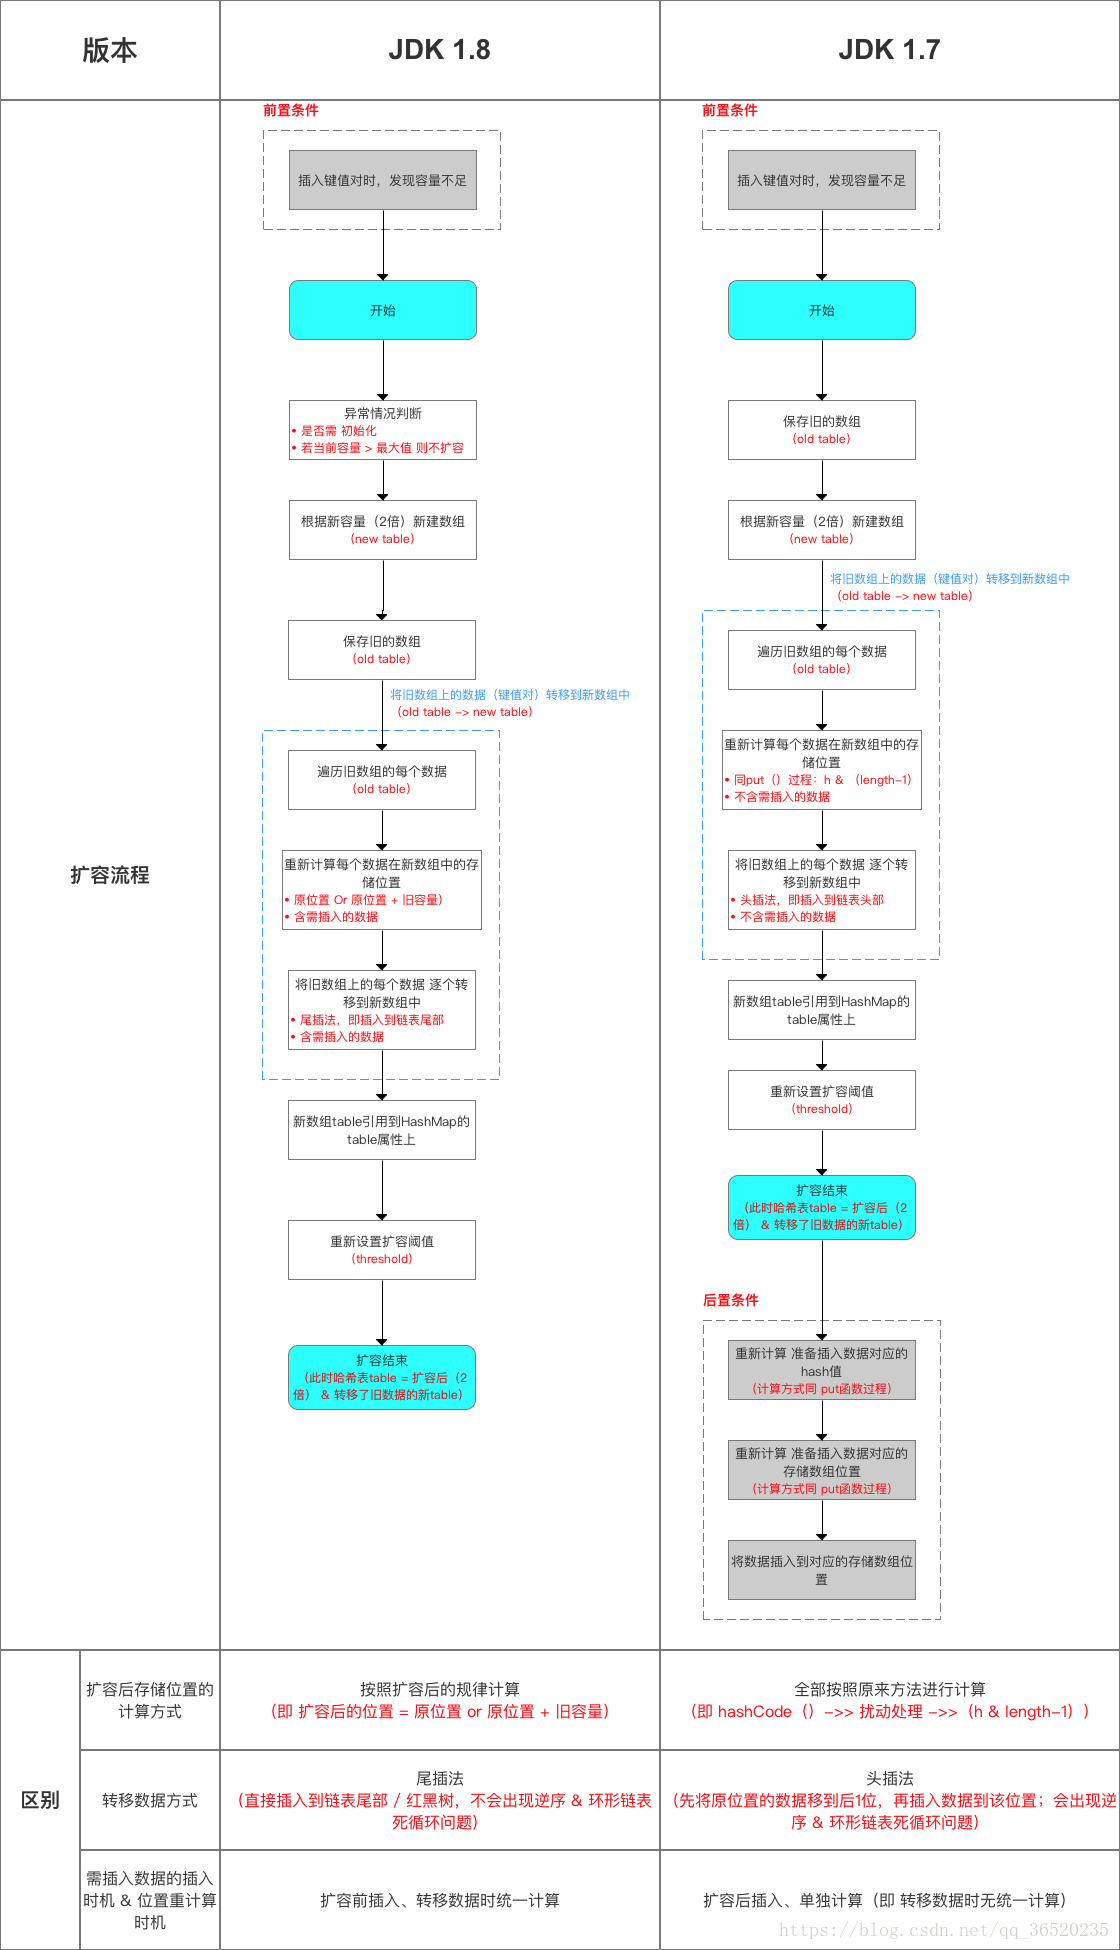 版本
JDK 1.8
JDK 1.7
扩容流程
前置条件
插入键值对时，发现容量不足
开始
异常情况判断
• 是否需 初始化
• 若当前容量 > 最大值 则不扩容
根据新容量（2倍）新建数组
（new table）
保存旧的数组
（old table）
将旧数组上的数据（键值对）转移到新数组中
（old table -> new table）
遍历旧数组的每个数据
（old table）
重新计算每个数据在新数组中的存
储位置
• 原位置 Or 原位置 + 旧容量）
• 含需插入的数据
将旧数组上的每个数据 逐个转
移到新数组中
• 尾插法，即插入到链表尾部
• 含需插入的数据
新数组table引用到HashMap的
table属性上
重新设置扩容阈值
（threshold）
扩容结束
（此时哈希表table = 扩容后（2
倍） & 转移了旧数据的新table）
前置条件
插入键值对时，发现容量不足
开始
保存旧的数组
（old table）
根据新容量（2倍）新建数组
（new table）
将旧数组上的数据（键值对）转移到新数组中
（old table -> new table）
遍历旧数组的每个数据
（old table）
重新计算每个数据在新数组中的存
储位置
• 同put（）过程：h & （length-1）
• 不含需插入的数据
将旧数组上的每个数据 逐个转
移到新数组中
• 头插法，即插入到链表头部
• 不含需插入的数据
新数组table引用到HashMap的
table属性上
重新设置扩容阈值
（threshold）
扩容结束
（此时哈希表table = 扩容后（2
倍） & 转移了旧数据的新table）
后置条件
重新计算 准备插入数据对应的
hash值
（计算方式同 put函数过程）
重新计算 准备插入数据对应的
存储数组位置
（计算方式同 put函数过程）
将数据插入到对应的存储数组位
置
区别
扩容后存储位置的
计算方式
按照扩容后的规律计算
（即 扩容后的位置 = 原位置 or 原位置 + 旧容量）
全部按照原来方法进行计算
（即 hashCode（）->> 扰动处理 ->>（h & length-1））
转移数据方式
尾插法
（直接插入到链表尾部 / 红黑树，不会出现逆序 & 环形链表
死循环问题）
头插法
（先将原位置的数据移到后1位，再插入数据到该位置；会出现逆
序 & 环形链表死循环问题）
需插入数据的插入
时机 & 位置重计算
时机
扩容前插入、转移数据时统一计算
扩容后插入、单独计算（即 转移数据时无统一计算）
https://blog.csdn.net/qq_36520235